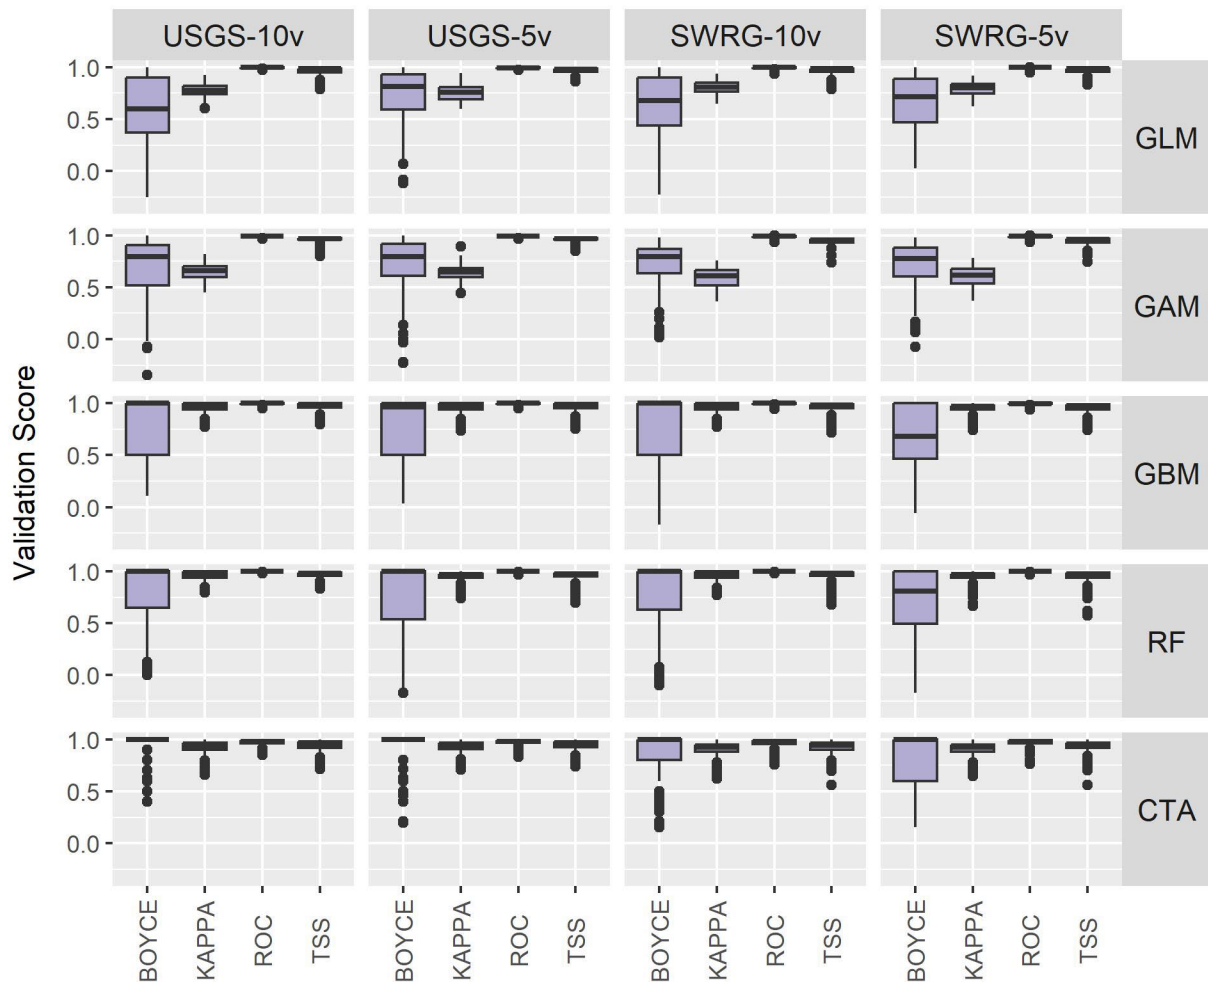 USGS-10v USGS-5v SWRG-10v SWRG-5v
Validation Score
1.0
0.5
0.0
GLM
1.0
0.5
0.0
GAM
1.0
0.5
0.0
GBM
1.0
0.5
0.0
RF
1.0
0.5
0.0
CTA
BOYCE KAPPA ROC TSS BOYCE KAPPA ROC TSS BOYCE KAPPA ROC TSS BOYCE KAPPA ROC TSS